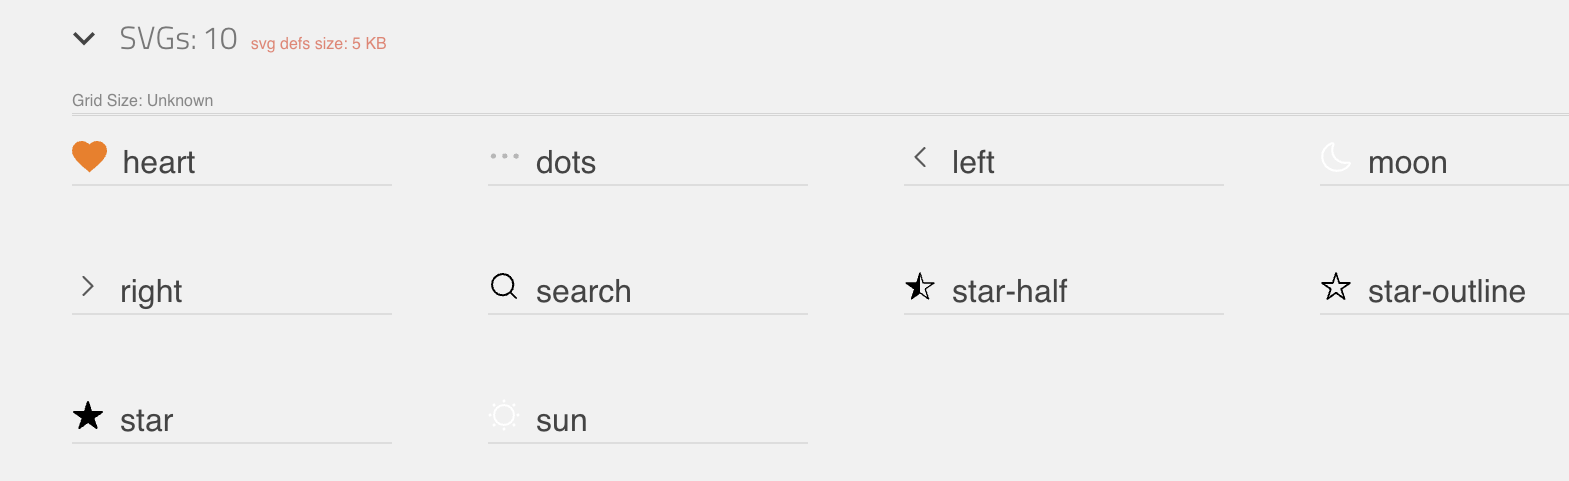 SVGs: 10 svg defs size: 5 KB
Grid Size: Unknown
heart dots left moon
right search star-half star-outline
star sun